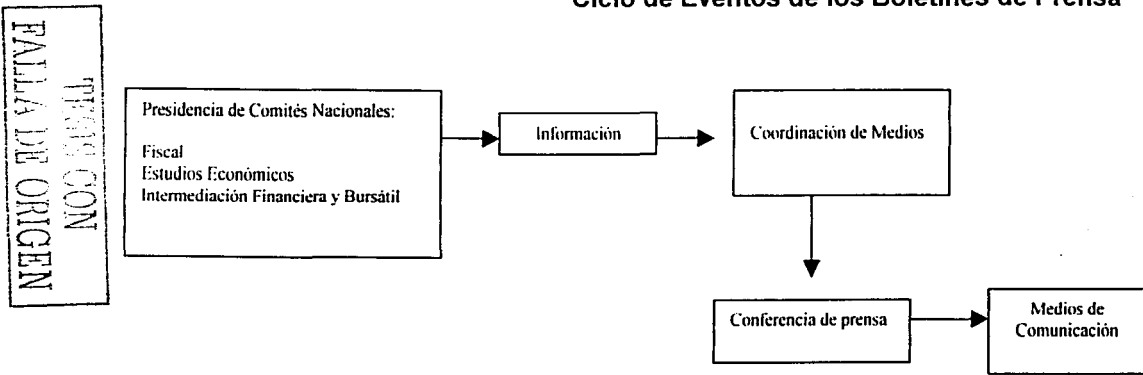 Ciclo de Eventos de los Boletines de Prensa
TESIS CON
FALLA DE ORIGEN
Presidencia de Comités Nacionales:
Fiscal
Estudios Económicos
Intermediación Financiera y Bursátil
Información
Coordinación de Medios
Conferencia de prensa
Medios de
Comunicación